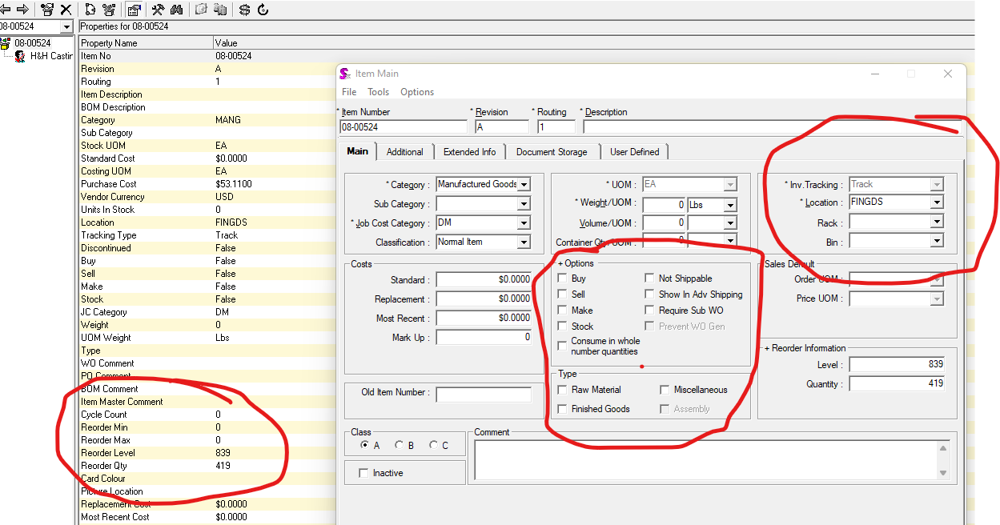 08-00524
Properties for 08-00524
08-00524
H&H Castir
Property Name Value
Item No 08-00524
Revision A
Routing 1
Item Description
BOM Description
Category MANG
Sub Category
Stock UOM EA
Standard Cost $0.0000
Costing UOM EA
Purchase Cost $53.1100
Vendor Currency USD
Units In Stock 0
Location FINGDS
Tracking Type Track
Discontinued False
Buy False
Sell False
Make False
Stock False
JC Category DM
Weight 0
UOM Weight Lbs
Type
WO Comment
PO Comment
BOM Comment
Item Master Comment
Cycle Count 0
Reorder Min 0
Reorder Max 0
Reorder Level 839
Reorder Qty 419
Card Colour
Picture Location
Replacement Cost $0.0000
Most Recent Cost $0.0000
Item Main
File Tools Options
* Item Number * Revision * Routing * Description
08-00524 A 1
Main Additional Extended Info Document Storage User Defined
* Category : Manufactured Goods
Sub Category :
* Job Cost Category : DM
Classification : Normal Item
* UOM : EA
* Weight/UOM : 0 Lbs
Volume/UOM : 0
Container Qty/UOM : 0
* Inv.Tracking : Track
* Location : FINGDS
Rack :
Bin :
Costs
Standard : $0.0000
Replacement : $0.0000
Most Recent : $0.0000
Mark Up : 0
+ Options
Buy Not Shippable
Sell Show In Adv Shipping
Make Require Sub WO
Stock Prevent WO Gen
Consume in whole
number quantities
Sales Default
Order UOM :
Price UOM :
+ Reorder Information
Level : 839
Quantity : 419
Type
Raw Material Miscellaneous
Finished Goods Assembly
Old Item Number :
Class
A B C
Inactive
Comment